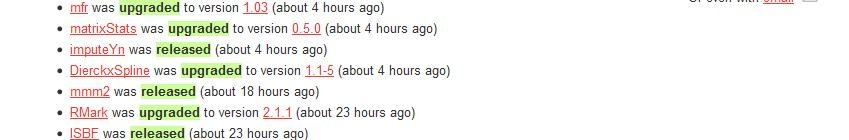 mfr was upgraded to version 1.03 (about 4 hours ago)
matrixStats was upgraded to version 0.5.0 (about 4 hours ago)
imputeYn was released (about 4 hours ago)
DierckxSpline was upgraded to version 1.1-5 (about 4 hours ago)
mmm2 was released (about 18 hours ago)
RMark was upgraded to version 2.1.1 (about 23 hours ago)
ISBF was released (about 23 hours ago)
Or even with email